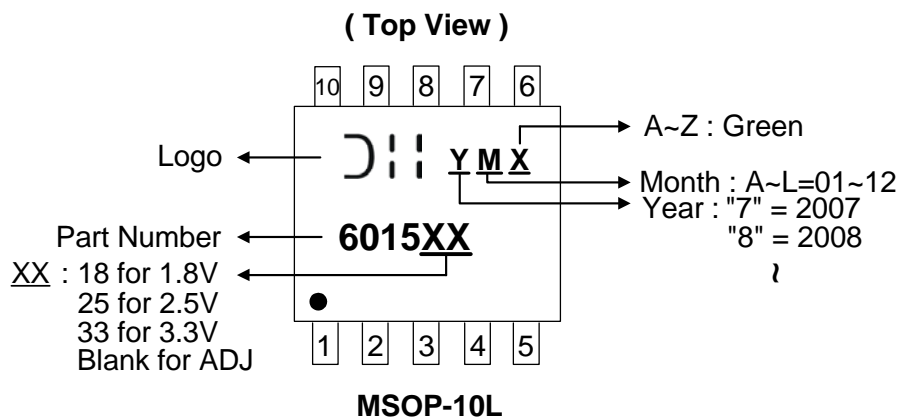 ( Top View )
10 9 8 7 6
Logo
Y M X
A~Z : Green
Month : A~L=01~12
Year : "7" = 2007
"8" = 2008
~
Part Number
6015XX
XX : 18 for 1.8V
25 for 2.5V
33 for 3.3V
Blank for ADJ
1 2 3 4 5
MSOP-10L